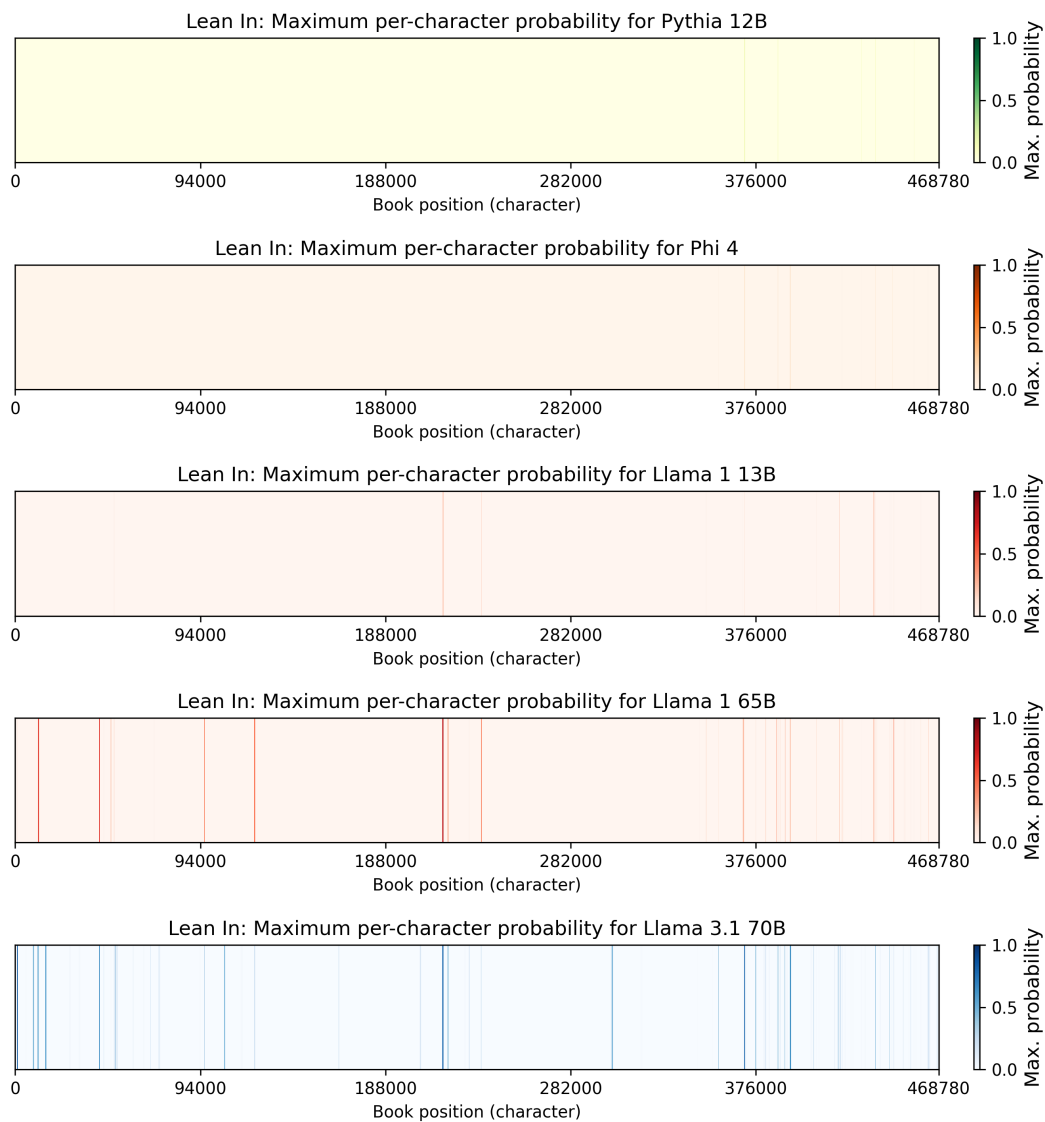 Lean In: Maximum per-character probability for Pythia 12B
1.0
0.5
0.0
Max. probability
0 94000 188000 282000 376000 468780
Book position (character)
Lean In: Maximum per-character probability for Phi 4
1.0
0.5
0.0
Max. probability
0 94000 188000 282000 376000 468780
Book position (character)
Lean In: Maximum per-character probability for Llama 1 13B
1.0
0.5
0.0
Max. probability
0 94000 188000 282000 376000 468780
Book position (character)
Lean In: Maximum per-character probability for Llama 1 65B
1.0
0.5
0.0
Max. probability
0 94000 188000 282000 376000 468780
Book position (character)
Lean In: Maximum per-character probability for Llama 3.1 70B
1.0
0.5
0.0
Max. probability
0 94000 188000 282000 376000 468780
Book position (character)